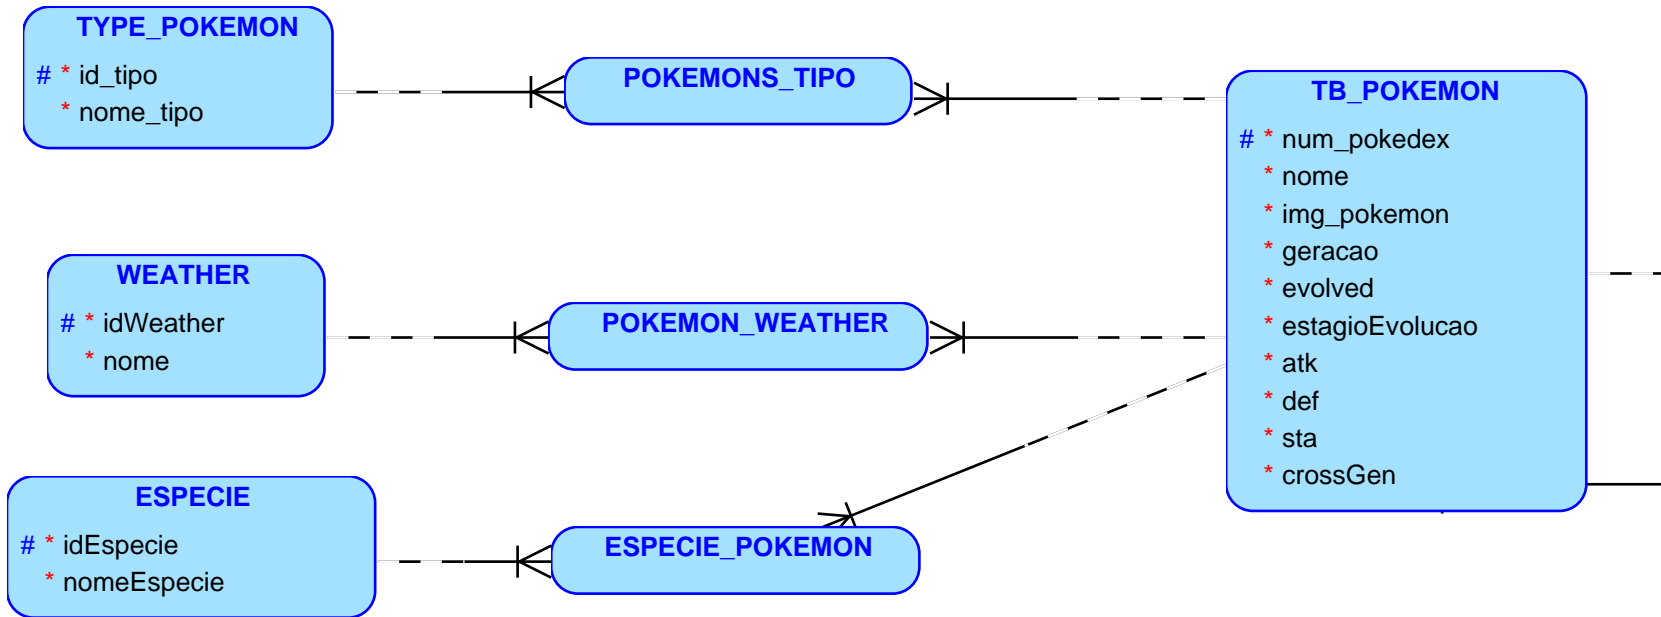 TYPE_POKEMON
# * id_tipo
* nome_tipo
POKEMONS_TIPO
TB_POKEMON
# * num_pokedex
* nome
* img_pokemon
* geracao
* evolved
* estagioEvolucao
* atk
* def
* sta
* crossGen
WEATHER
# * idWeather
* nome
POKEMON_WEATHER
ESPECIE
# * idEspecie
* nomeEspecie
ESPECIE_POKEMON